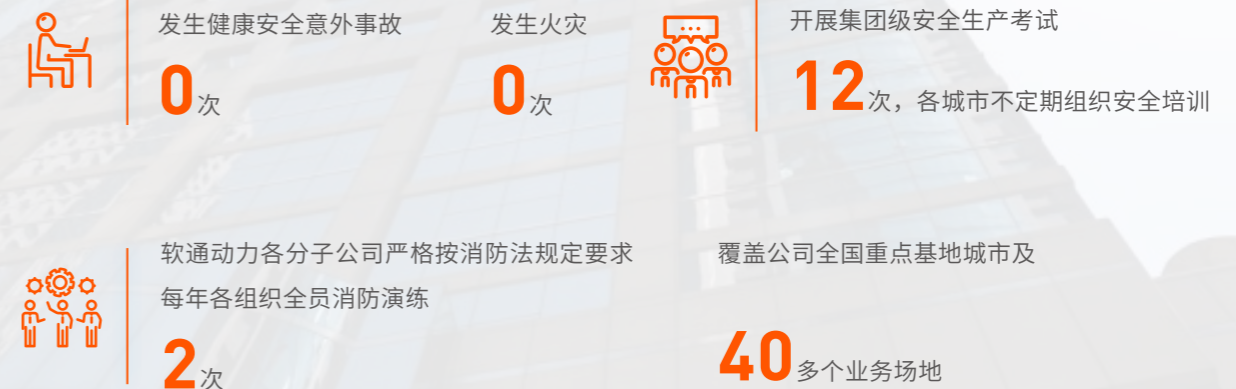 发生健康安全意外事故
0次
发生火灾
0次
开展集团级安全生产考试
12次，各城市不定期组织安全培训
软通动力各分子公司严格按消防法规定要求
每年各组织全员消防演练
2次
覆盖公司全国重点基地城市及
40多个业务场地